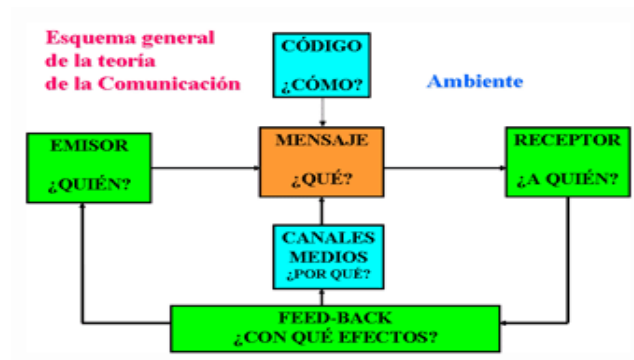 Esquema general
de la teoría
de la Comunicación
CÓDIGO
¿CÓMO?
Ambiente
EMISOR
¿QUIÉN?
MENSAJE
¿QUÉ?
RECEPTOR
¿A QUIÉN?
CANALES
MEDIOS
¿POR QUÉ?
FEED-BACK
¿CON QUÉ EFECTOS?